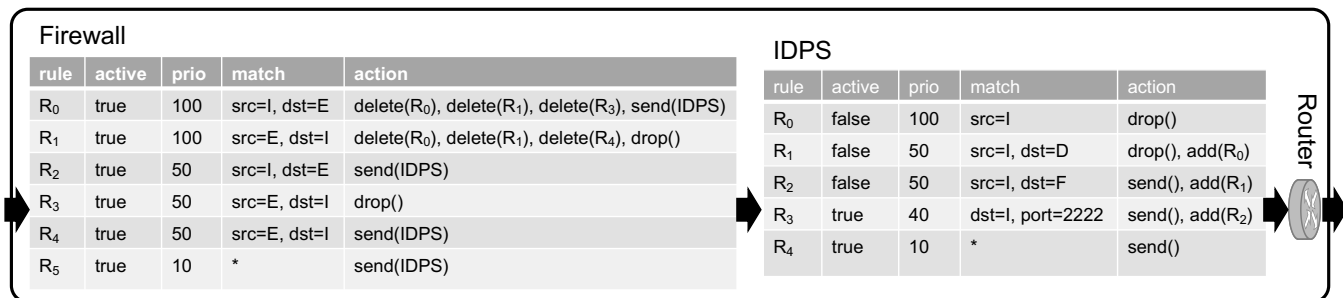 Firewall
rule active prio match action
R0 true 100 src=I, dst=E delete(R0), delete(R1), delete(R3), send(IDPS)
R1 true 100 src=E, dst=I delete(R0), delete(R1), delete(R4), drop()
R2 true 50 src=I, dst=E send(IDPS)
R3 true 50 src=E, dst=I drop()
R4 true 50 src=E, dst=I send(IDPS)
R5 true 10 * send(IDPS)
IDPS
rule active prio match action
R0 false 100 src=I drop()
R1 false 50 src=I, dst=D drop(), add(R0)
R2 false 50 src=I, dst=F send(), add(R1)
R3 true 40 dst=I, port=2222 send(), add(R2)
R4 true 10 * send()
Router